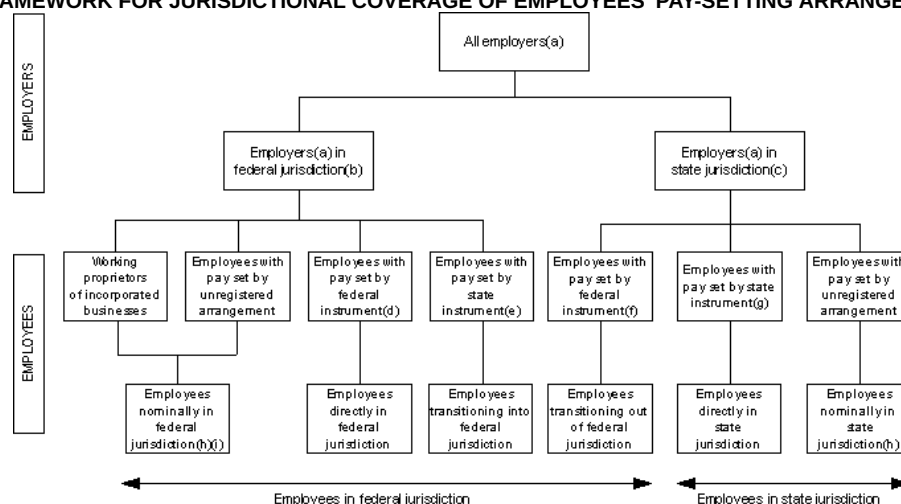 AMEWORK FOR JURISDICTIONAL COVERAGE OF EMPLOYEES' PAY-SETTING ARRANGE
EMPLOYERS
All employers(a)
Employers(a) in
federal jurisdiction(b)
Employers(a) in
state jurisdiction(c)
EMPLOYEES
Working
proprietors
of incorporated
businesses
Employees with
pay set by
unregistered
arrangement
Employees with
pay set by
federal
instrument(d)
Employees with
pay set by
state
instrument(e)
Employees with
pay set by
federal
instrument(f)
Employees with
pay set by state
instrument(g)
Employees with
pay set by
unregistered
arrangement
Employees
nominally in
federal
jurisdiction(h)(i)
Employees
directly in
federal
jurisdiction
Employees
transitioning into
federal
jurisdiction
Employees
transitioning out
of federal
jurisdiction
Employees
directly in
state
jurisdiction
Employees
nominally in
state
jurisdiction(h)
Employees in federal jurisdiction
Employees in state jurisdiction